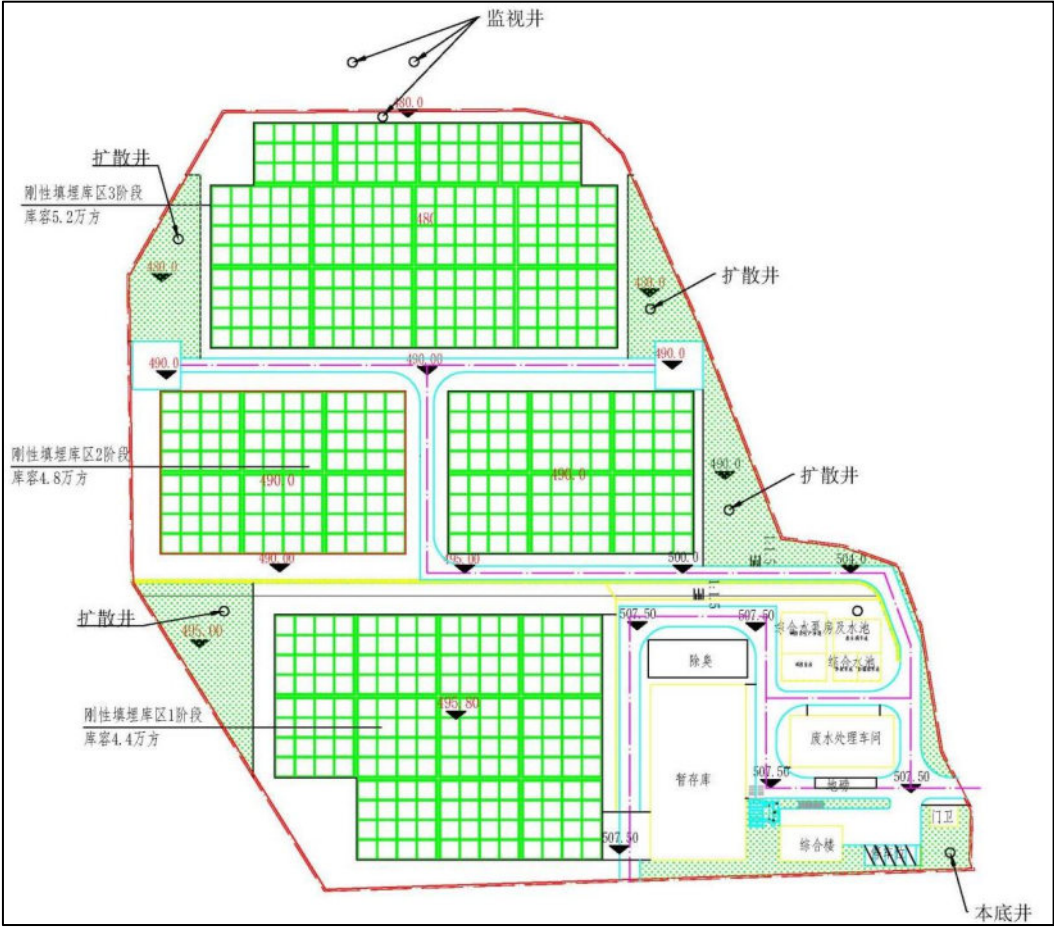 监视井
480.0
扩散井
刚性填埋库区3阶段
库容5.2万方
480
480.0
扩散井
480.0
490.0
490.00
490.0
刚性填埋库区2阶段
库容4.8万方
490.0
490.0
490.0
扩散井
490.00
95.00
500.0
1:1.5
504.0
1:1.5
扩散井
495.00
507.50
507.50
综合水泵房及水池
除臭
综合水池
495.80
刚性填埋库区1阶段
库容4.4万方
废水处理车间
暂存库
507.50
地磅
507.50
门卫
507.50
综合楼
本底井